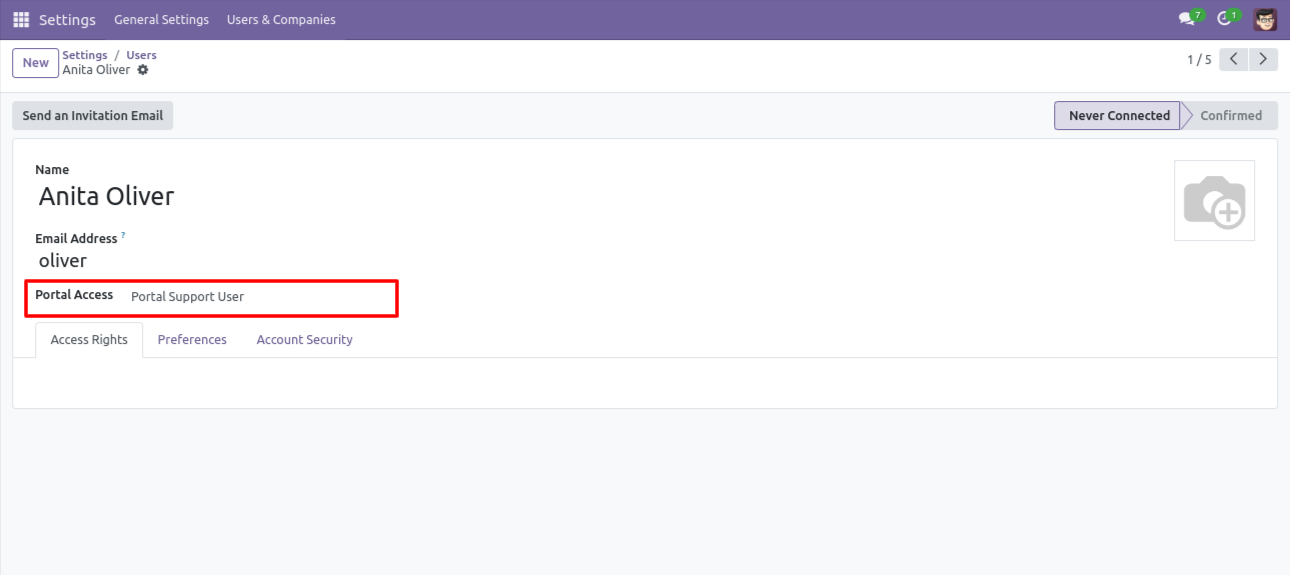 Settings General Settings Users & Companies 7 1
New Settings / Users 1 / 5
Anita Oliver
Send an Invitation Email Never Connected Confirmed
Name
Anita Oliver
Email Address ?
oliver
Portal Access Portal Support User
Access Rights Preferences Account Security